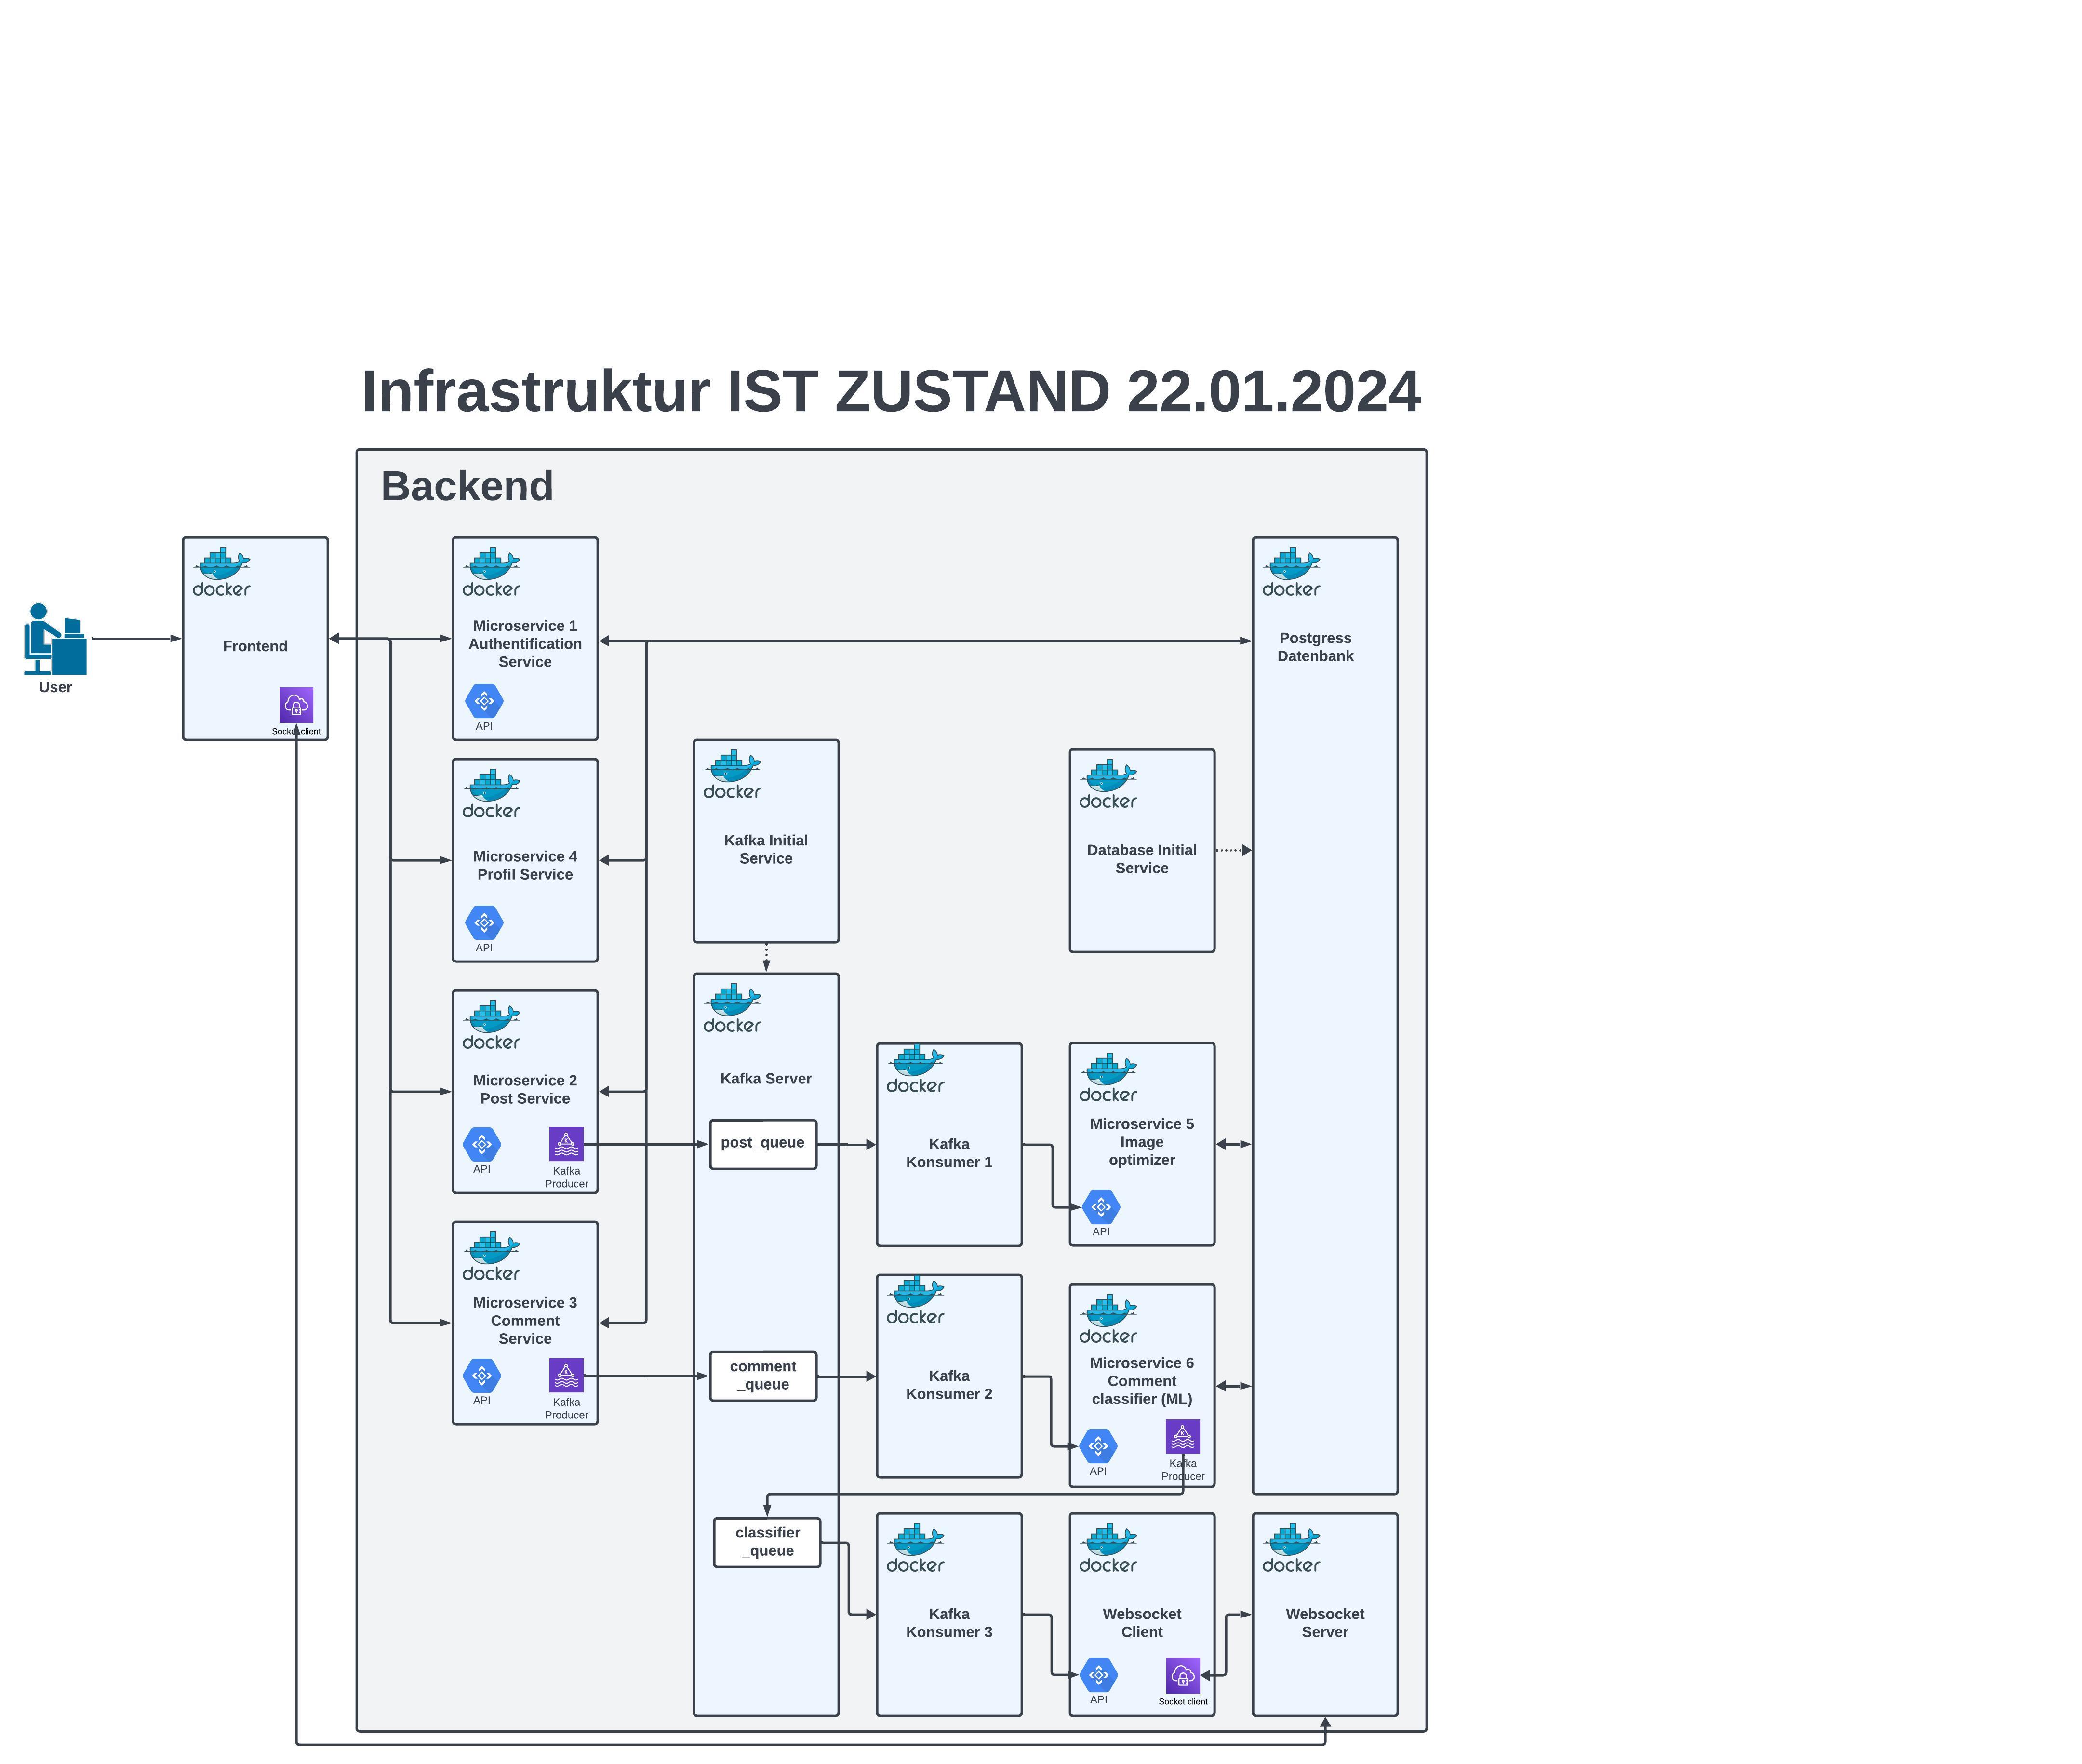 Infrastruktur IST ZUSTAND 22.01.2024
Backend
User
docker
Frontend
Socket client
docker
Microservice 1
Authentification
Service
API
docker
Microservice 4
Profil Service
API
docker
Microservice 2
Post Service
API
Kafka
Producer
docker
Microservice 3
Comment
Service
API
Kafka
Producer
docker
Kafka Initial
Service
docker
Kafka Server
post_queue
comment
_queue
classifier
_queue
docker
Kafka
Konsumer 1
docker
Kafka
Konsumer 2
docker
Kafka
Konsumer 3
docker
Database Initial
Service
docker
Microservice 5
Image
optimizer
API
docker
Microservice 6
Comment
classifier (ML)
API
Kafka
Producer
docker
Websocket
Client
API
Socket client
docker
Postgress
Datenbank
docker
Websocket
Server